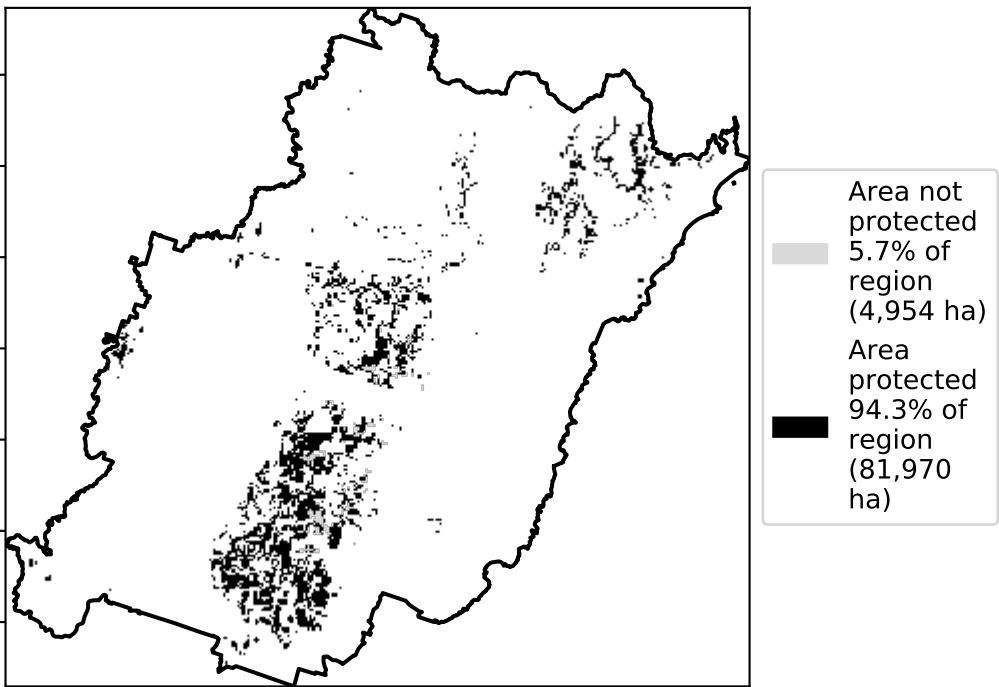 Area not
protected
5.7% of
region
(4,954 ha)
Area
protected
94.3% of
region
(81,970
ha)